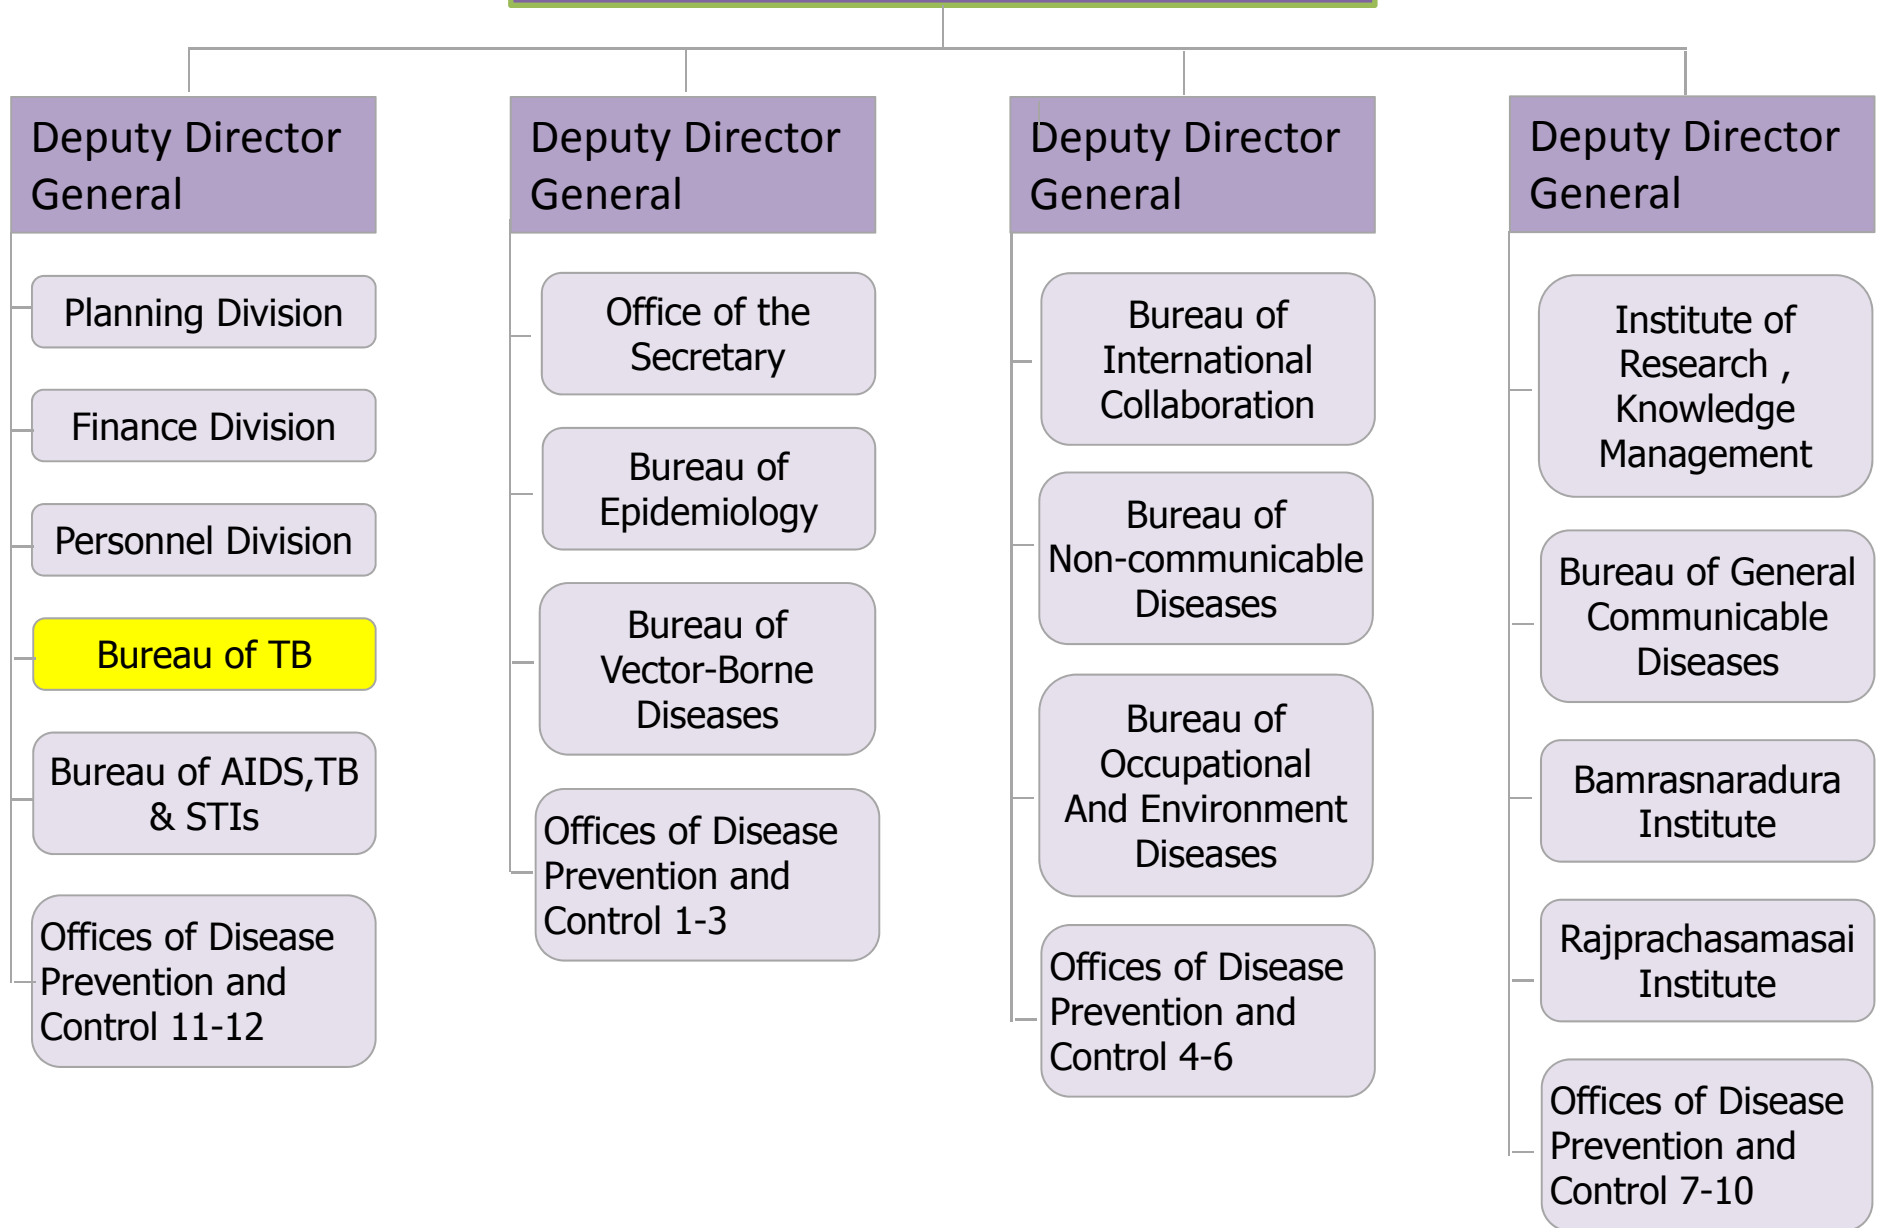 Deputy Director
General
Planning Division
Finance Division
Personnel Division
Bureau of TB
Bureau of AIDS,TB
& STIs
Offices of Disease
Prevention and
Control 11-12
Deputy Director
General
Office of the
Secretary
Bureau of
Epidemiology
Bureau of
Vector-Borne
Diseases
Offices of Disease
Prevention and
Control 1-3
Deputy Director
General
Bureau of
International
Collaboration
Bureau of
Non-communicable
Diseases
Bureau of
Occupational
And Environment
Diseases
Offices of Disease
Prevention and
Control 4-6
Deputy Director
General
Institute of
Research ,
Knowledge
Management
Bureau of General
Communicable
Diseases
Bamrasnaradura
Institute
Rajprachasamasai
Institute
Offices of Disease
Prevention and
Control 7-10